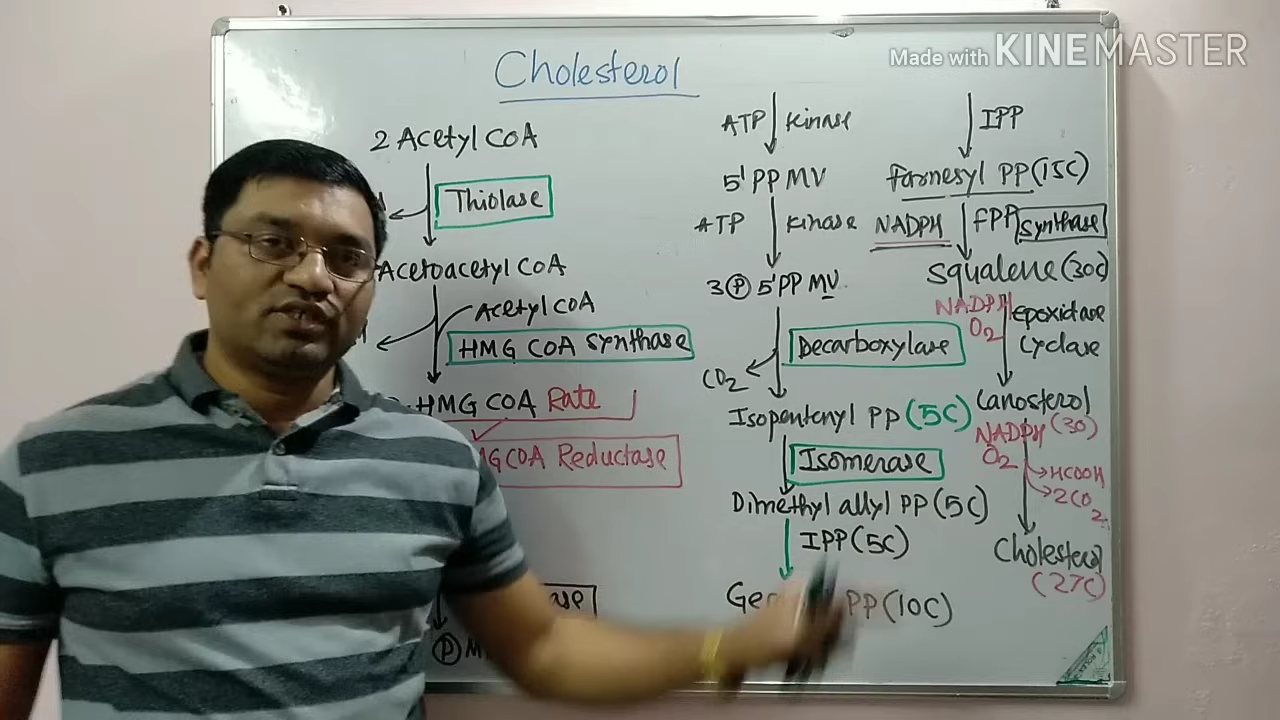 Made with KINEMASTER
Cholesterol
2 Acetyl COA
Thiolase
Acetoacetyl COA
Acetyl COA
HMG COA Synthase
HMG COA Rate
COA Reductase
ATP Kinase
5' PP MV
ATP Kinase
3 P 5' PP MV
Decarboxylase
CO2
Isopentenyl PP (5C)
Isomerase
Dimethyl allyl PP (5C)
IPP (5C)
PP (10C)
IPP
Farnesyl PP (15C)
NADPH FPP Synthase
Squalene (30C)
NADPH epoxidase
O2 cyclase
Lanosterol
NADPH (30)
O2
HCOOH
2CO2
Cholesterol
(27C)